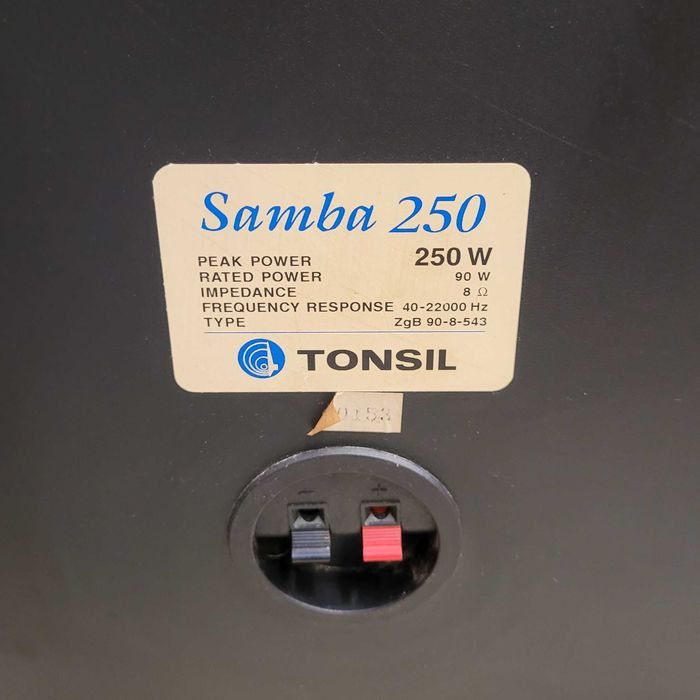 Samba 250
PEAK POWER 250 W
RATED POWER 90 W
IMPEDANCE 8 Ω
FREQUENCY RESPONSE 40-22000 Hz
TYPE ZgB 90-8-543
TONSIL
0153
- +